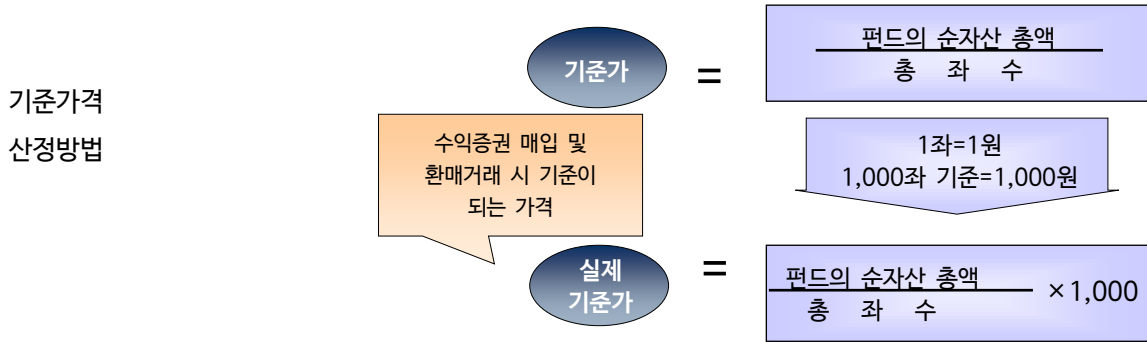 기준가격
산정방법
기준가
=
펀드의 순자산 총액
총 좌 수
수익증권 매입 및
환매거래 시 기준이
되는 가격
1좌=1원
1,000좌 기준=1,000원
실제
기준가
=
펀드의 순자산 총액
총 좌 수
×1,000